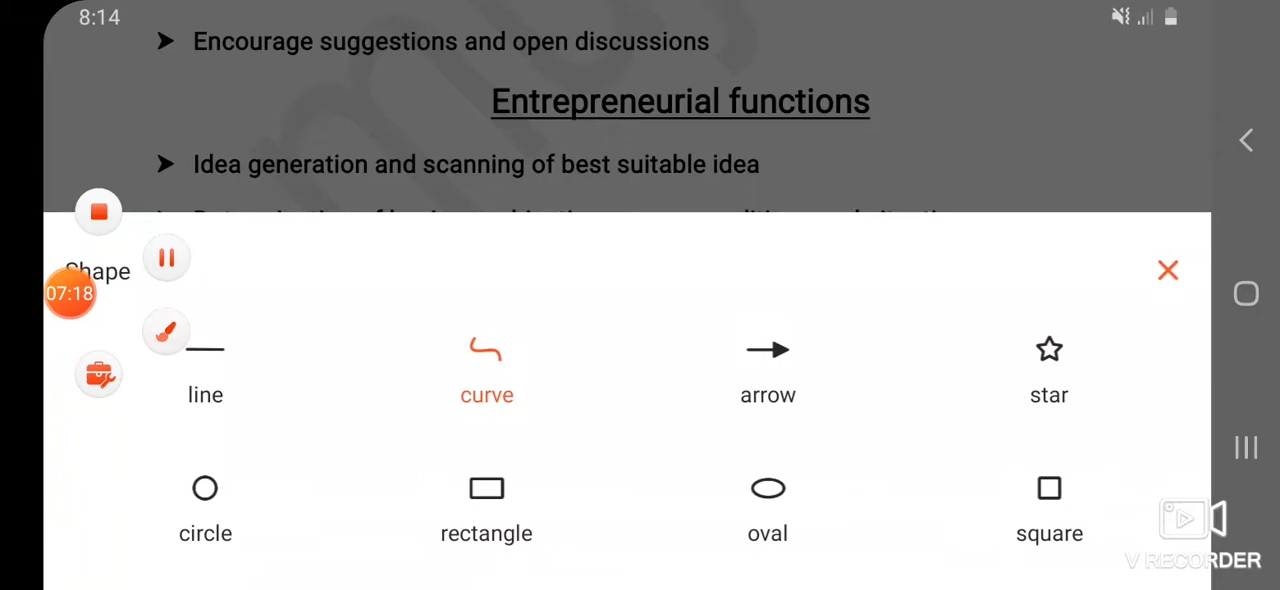 8:14
➤ Encourage suggestions and open discussions
Entrepreneurial functions
➤ Idea generation and scanning of best suitable idea
Shape
07:18
line
curve
arrow
star
circle
rectangle
oval
square
V RECORDER